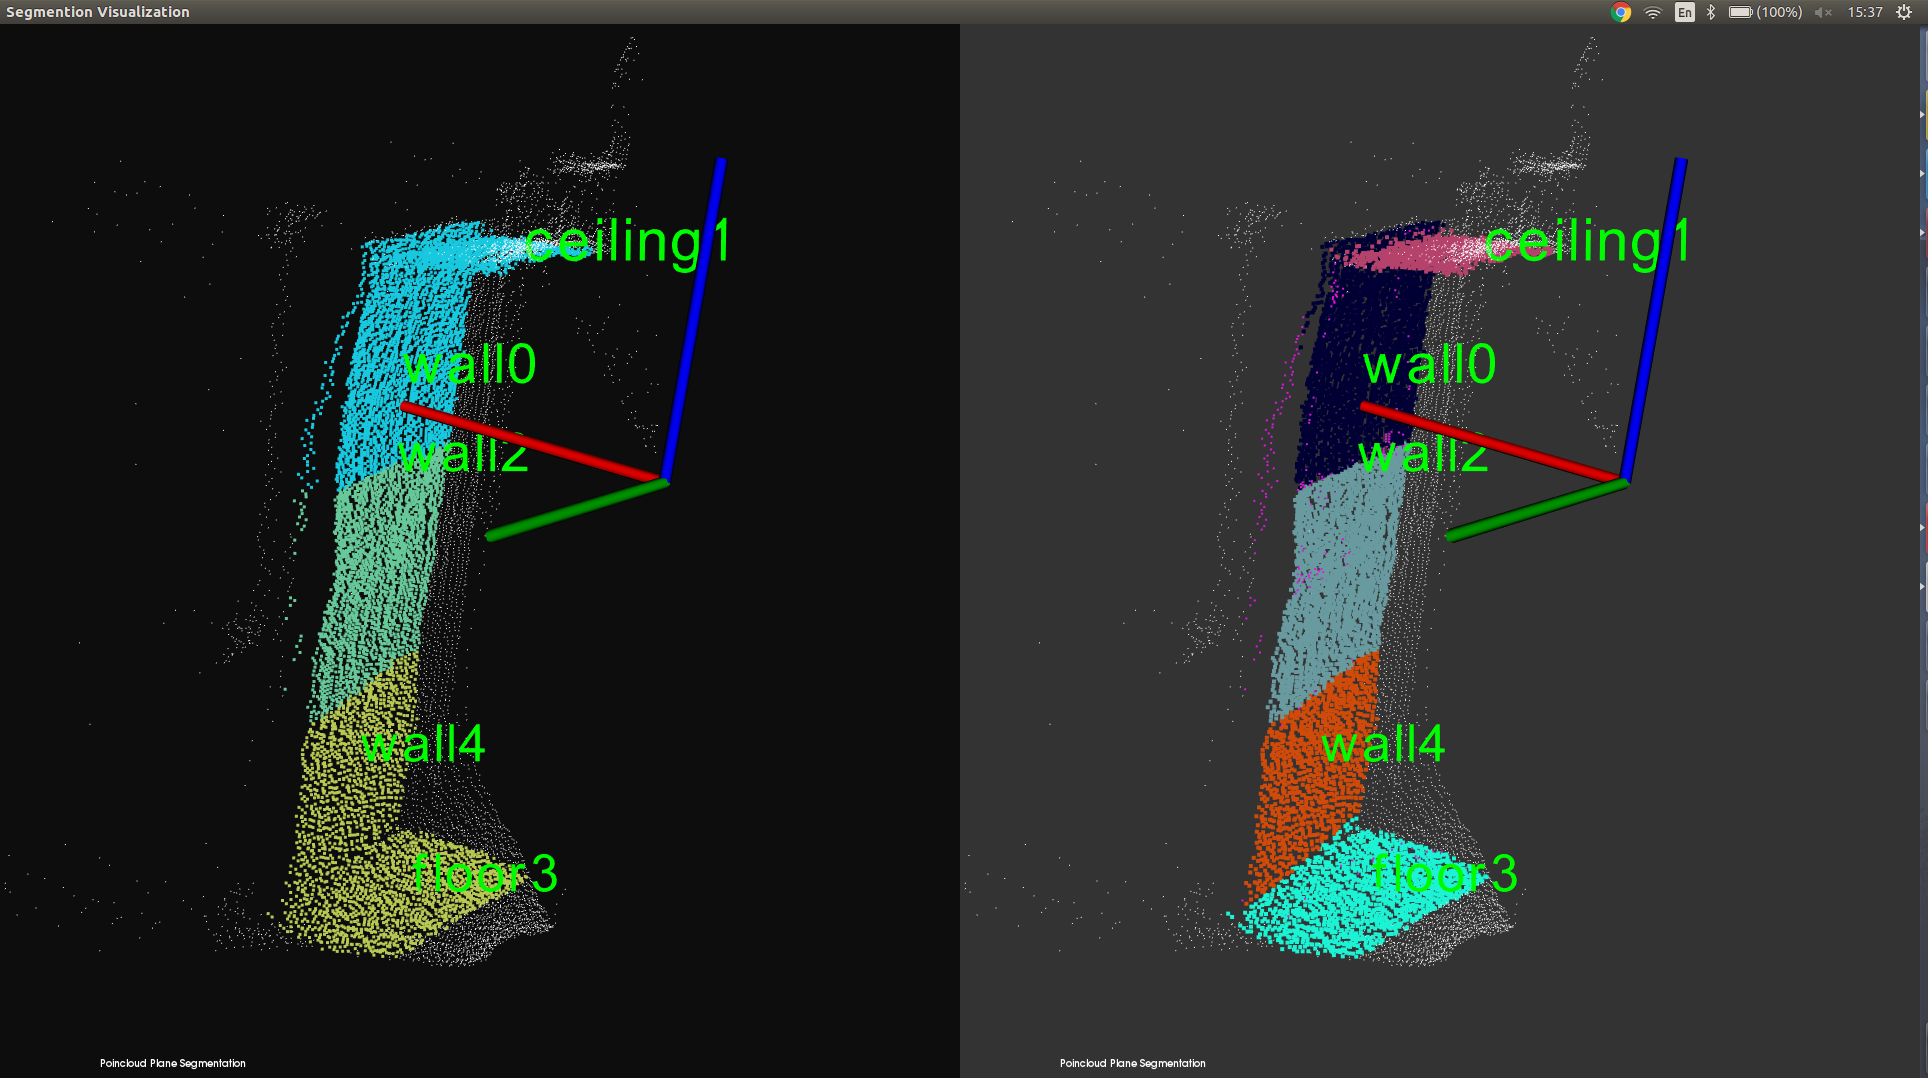 Segmention Visualization
En
(100%)
15:37
ceiling1
wall0
wall2
wall4
floor3
Poincloud Plane Segmentation
ceiling1
wall0
wall2
wall4
floor3
Poincloud Plane Segmentation